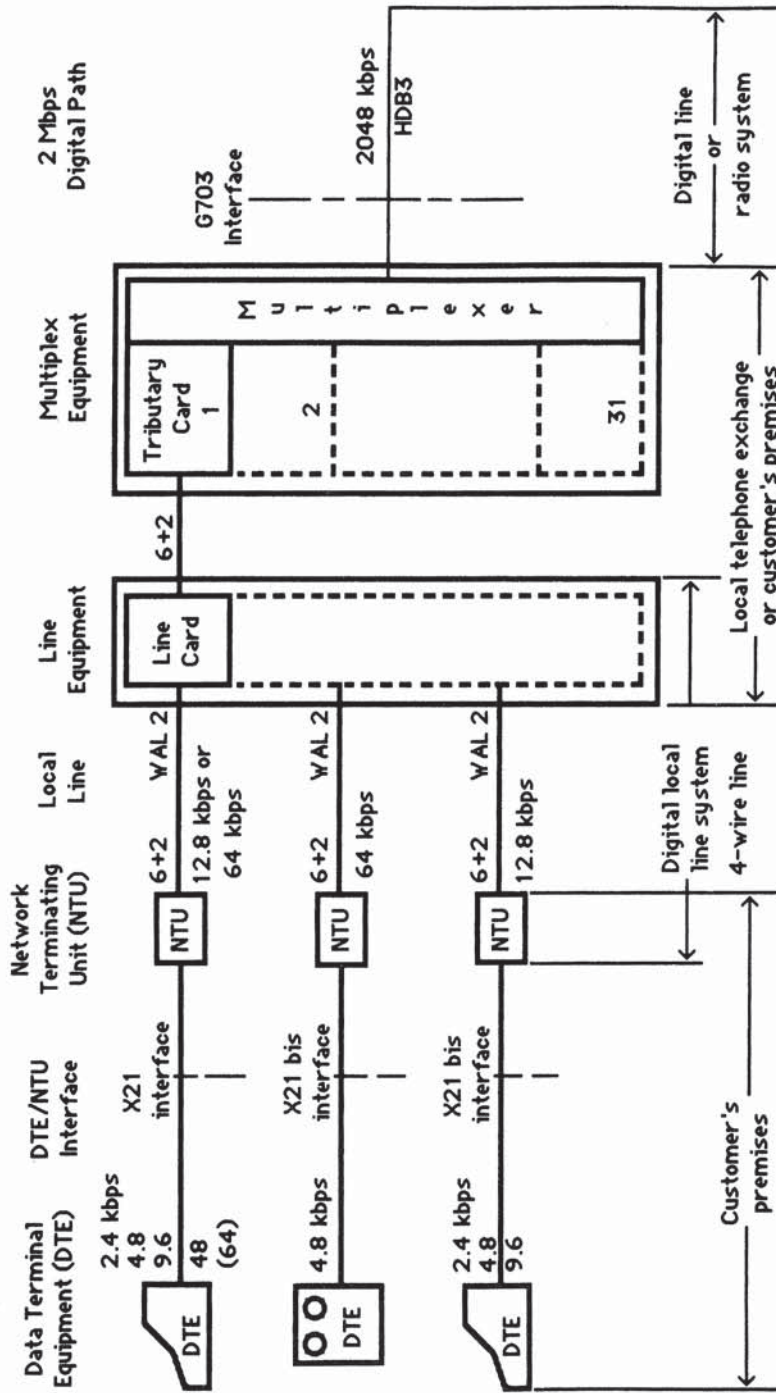 Data Terminal
Equipment (DTE)
DTE/NTU
Interface
Network
Terminating
Unit (NTU)
Local
Line
Line
Equipment
Multiplex
Equipment
2 Mbps
Digital Path
2.4 kbps
4.8
9.6
48
(64)
DTE
X21
interface
NTU
6+2
WAL 2
12.8 kbps or
64 kbps
Line
Card
6+2
Tributary
Card
1
2
31
Multiplexer
G703
Interface
2048 kbps
HDB3
4.8 kbps
DTE
X21 bis
interface
NTU
6+2
WAL 2
64 kbps
2.4 kbps
4.8
9.6
DTE
X21 bis
interface
NTU
6+2
WAL 2
12.8 kbps
Customer's
premises
Digital local
line system
4-wire line
Local telephone exchange
or customer's premises
Digital line
or
radio system